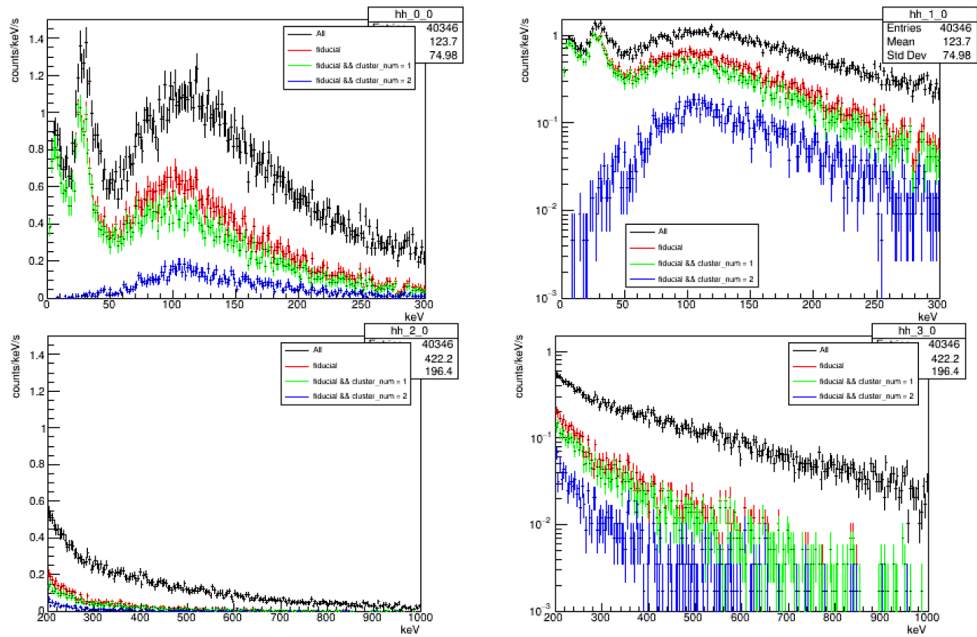 hh_0_0
Entries 40346
123.7
74.98
All
fiducial
fiducial && cluster_num = 1
fiducial && cluster_num = 2
counts/keV/s
1.4
1.2
1
0.8
0.6
0.4
0.2
0
0 50 100 150 200 250 300
keV
hh_1_0
Entries 40346
Mean 123.7
Std Dev 74.98
counts/keV/s
1
10⁻¹
10⁻²
10⁻³
All
fiducial
fiducial && cluster_num = 1
fiducial && cluster_num = 2
0 50 100 150 200 250 300
keV
hh_2_0
40346
422.2
196.4
All
fiducial
fiducial && cluster_num = 1
fiducial && cluster_num = 2
counts/keV/s
1.4
1.2
1
0.8
0.6
0.4
0.2
0
200 300 400 500 600 700 800 900 1000
keV
hh_3_0
40346
422.2
196.4
All
fiducial
fiducial && cluster_num = 1
fiducial && cluster_num = 2
counts/keV/s
1
10⁻¹
10⁻²
10⁻³
200 300 400 500 600 700 800 900 1000
keV